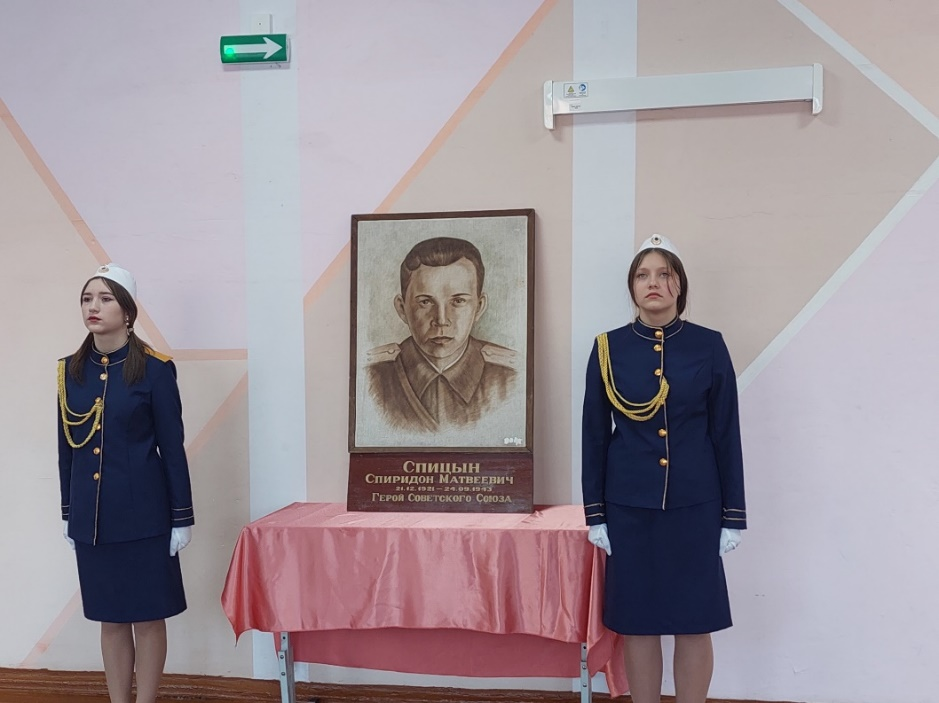 СПИЦЫН
СПИРИДОН МАТВЕЕВИЧ
21.12.1921 – 24.09.1943
ГЕРОЙ СОВЕТСКОГО СОЮЗА